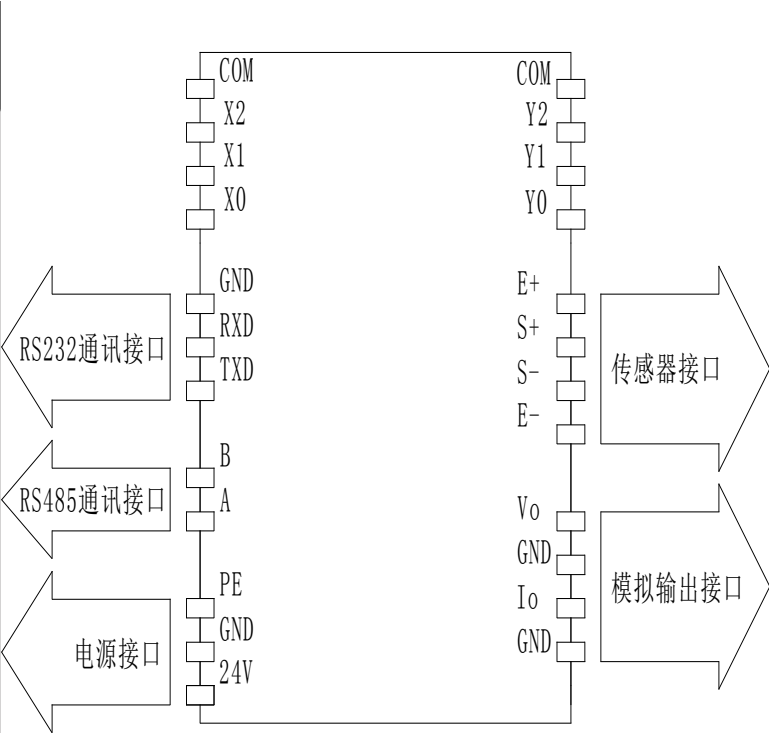 COM
X2
X1
X0
GND
RXD
TXD
RS232通讯接口
B
A
RS485通讯接口
PE
GND
24V
电源接口
COM
Y2
Y1
Y0
E+
S+
S-
E-
传感器接口
Vo
GND
Io
GND
模拟输出接口